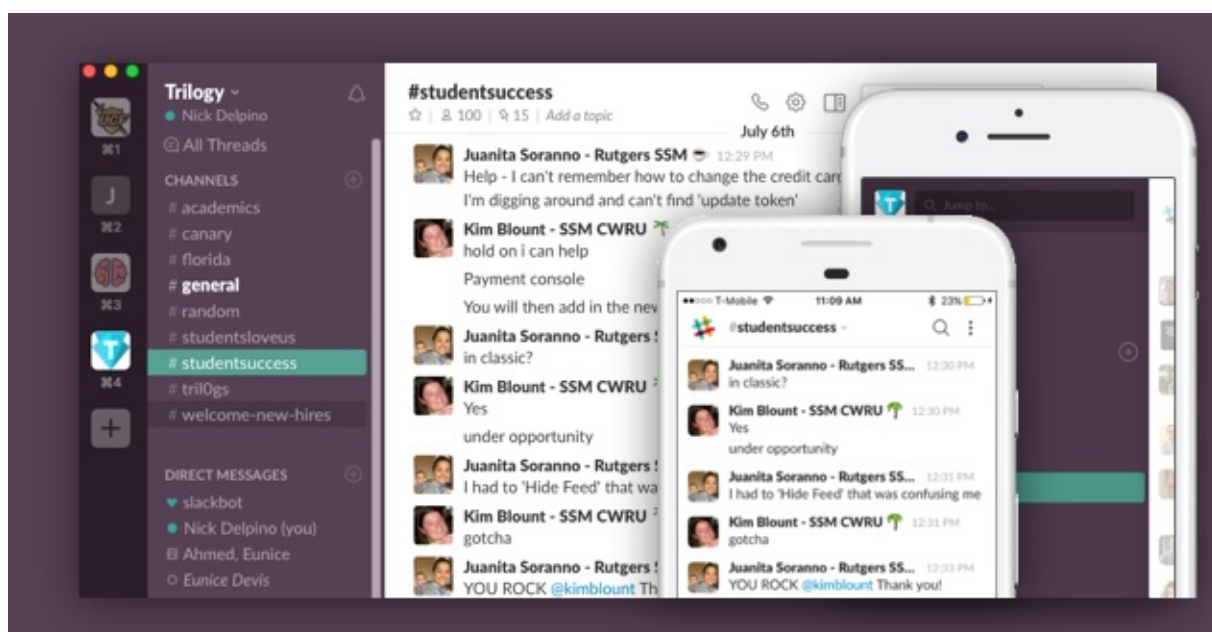 Trilogy
Nick Delpino
All Threads
CHANNELS
# academics
# canary
# florida
# general
# random
# studentsloveus
# studentsuccess
# tril0gs
# welcome-new-hires
DIRECT MESSAGES
slackbot
Nick Delpino (you)
Ahmed, Eunice
Eunice Devis
⌘1
J
⌘2
⌘3
T
⌘4
+
#studentsuccess
100 | 15 | Add a topic
July 6th
Juanita Soranno - Rutgers SSM 12:29 PM
Help - I can't remember how to change the credit card
I'm digging around and can't find 'update token'
Kim Blount - SSM CWRU
hold on i can help
Payment console
You will then add in the new
Juanita Soranno - Rutgers
in classic?
Kim Blount - SSM CWRU
Yes
under opportunity
Juanita Soranno - Rutgers
I had to 'Hide Feed' that wa
Kim Blount - SSM CWRU
gotcha
Juanita Soranno - Rutgers
YOU ROCK @kimblount Th
T
Jump to...
T-Mobile 11:09 AM 23%
#studentsuccess
Juanita Soranno - Rutgers SS... 12:30 PM
in classic?
Kim Blount - SSM CWRU 🌴 12:30 PM
Yes
under opportunity
Juanita Soranno - Rutgers SS... 12:31 PM
I had to 'Hide Feed' that was confusing me
Kim Blount - SSM CWRU 🌴 12:31 PM
gotcha
Juanita Soranno - Rutgers SS... 12:33 PM
YOU ROCK @kimblount Thank you!